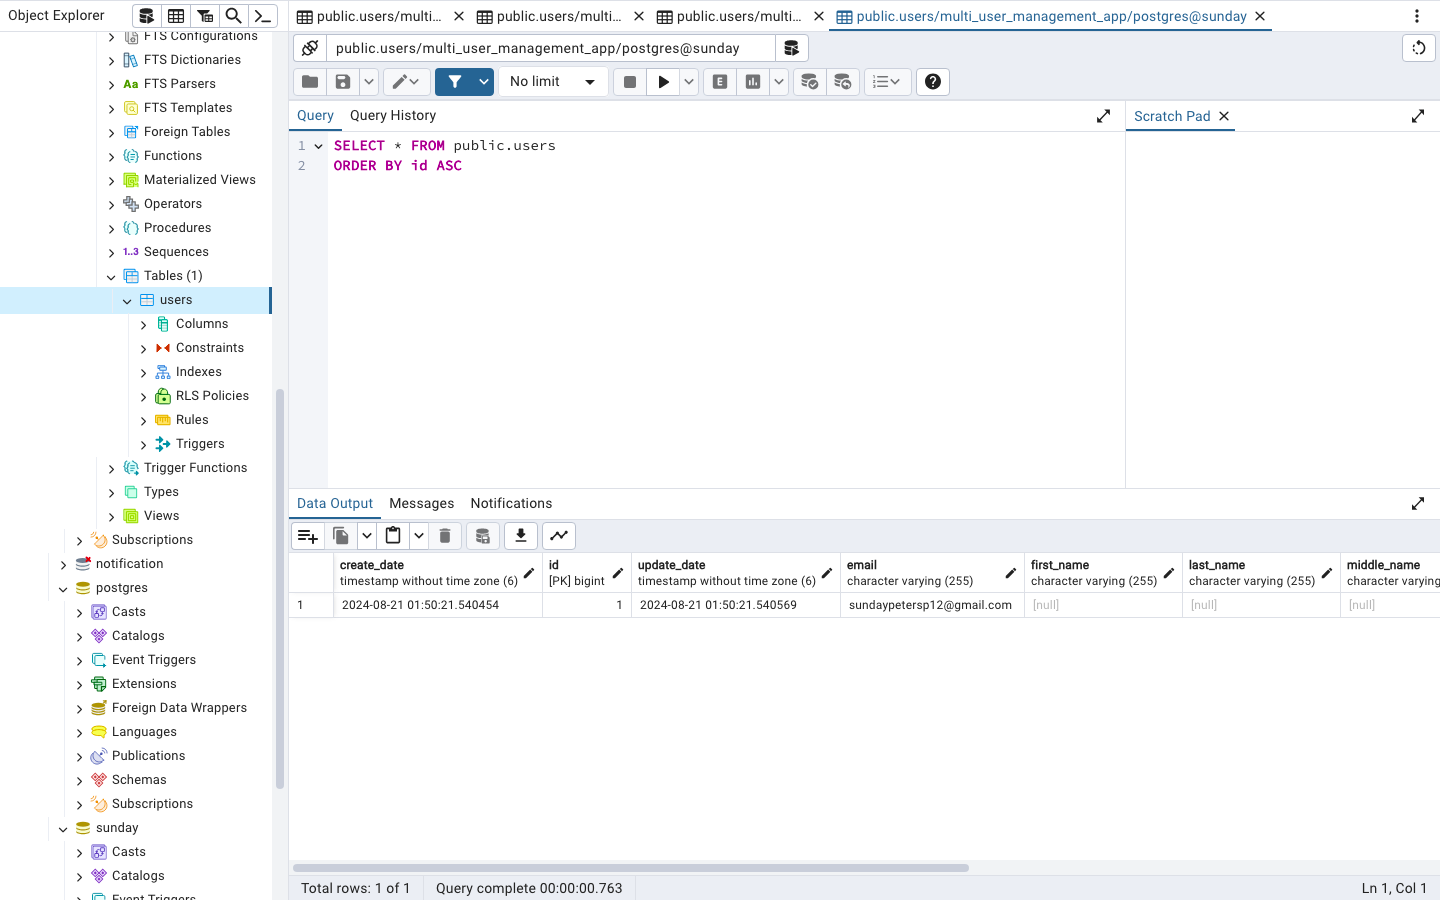 Object Explorer
public.users/multi...
public.users/multi...
public.users/multi...
public.users/multi_user_management_app/postgres@sunday
public.users/multi_user_management_app/postgres@sunday
No limit
E
FTS Configurations
FTS Dictionaries
Aa FTS Parsers
FTS Templates
Foreign Tables
Functions
Materialized Views
Operators
Procedures
1..3 Sequences
Tables (1)
users
Columns
Constraints
Indexes
RLS Policies
Rules
Triggers
Trigger Functions
Types
Views
Subscriptions
notification
postgres
Casts
Catalogs
Event Triggers
Extensions
Foreign Data Wrappers
Languages
Publications
Schemas
Subscriptions
sunday
Casts
Catalogs
Event Triggers
Query Query History
Scratch Pad
1 SELECT * FROM public.users
2 ORDER BY id ASC
Data Output Messages Notifications
create_date id update_date email first_name last_name middle_name
timestamp without time zone (6) [PK] bigint timestamp without time zone (6) character varying (255) character varying (255) character varying (255) character varying
1 2024-08-21 01:50:21.540454 1 2024-08-21 01:50:21.540569 sundaypetersp12@gmail.com [null] [null] [null]
Total rows: 1 of 1 Query complete 00:00:00.763 Ln 1, Col 1